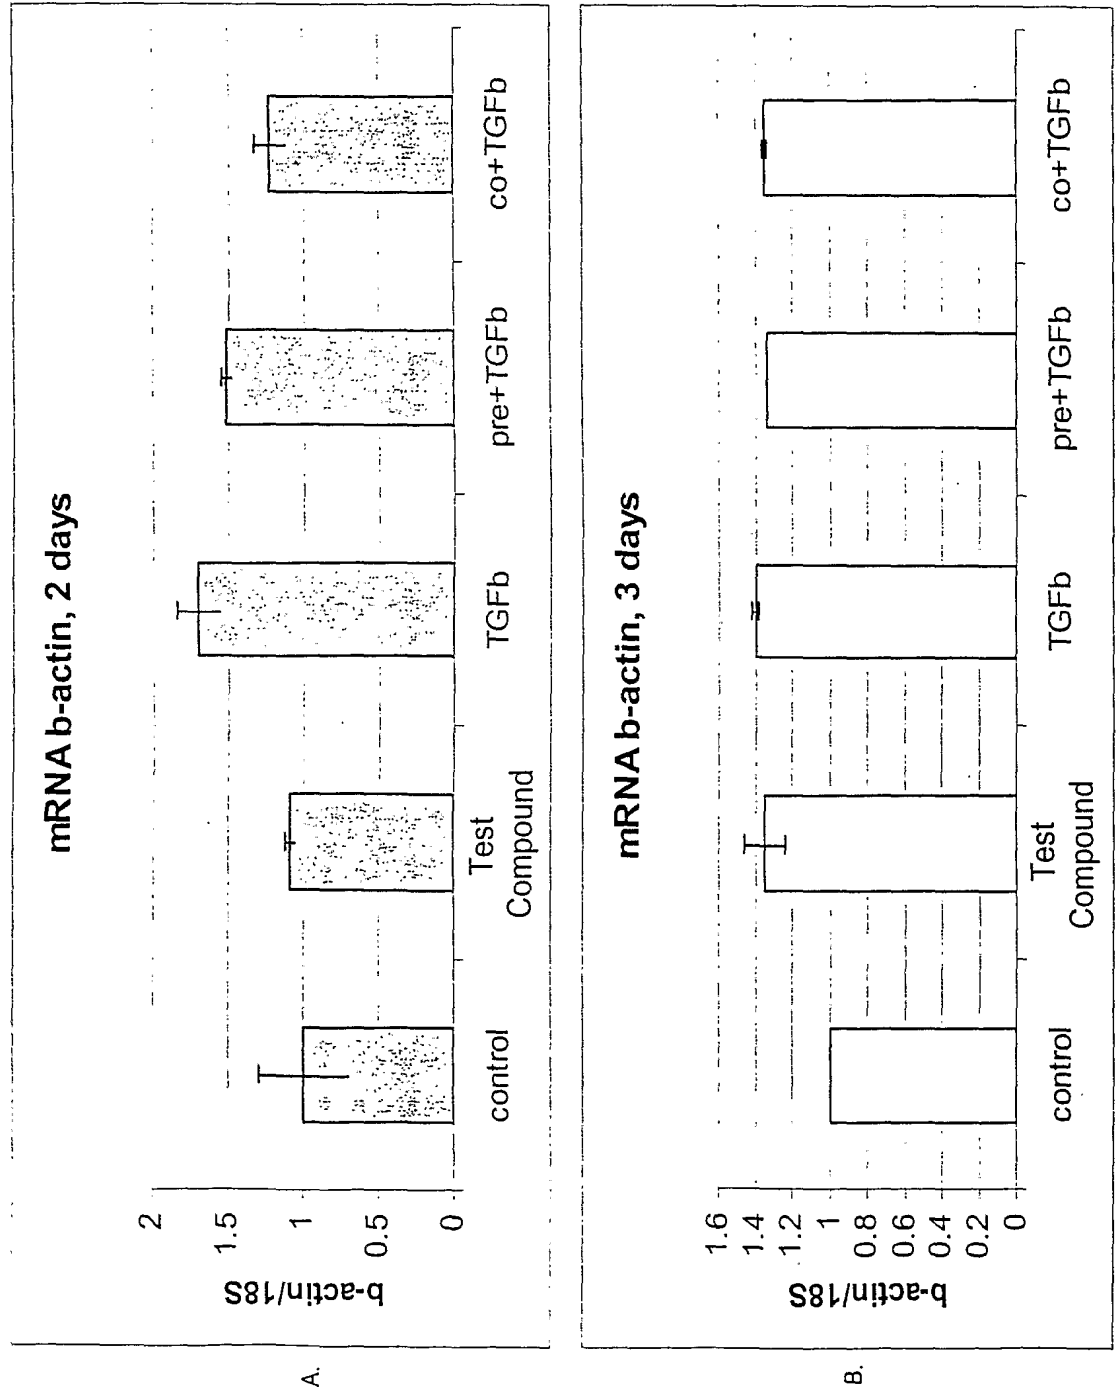 A.
mRNA b-actin, 2 days
b-actin/18S
2
1.5
1
0.5
0
control
Test
Compound
TGFb
pre+TGFb
co+TGFb
B.
mRNA b-actin, 3 days
b-actin/18S
1.6
1.4
1.2
1
0.8
0.6
0.4
0.2
0
control
Test
Compound
TGFb
pre+TGFb
co+TGFb